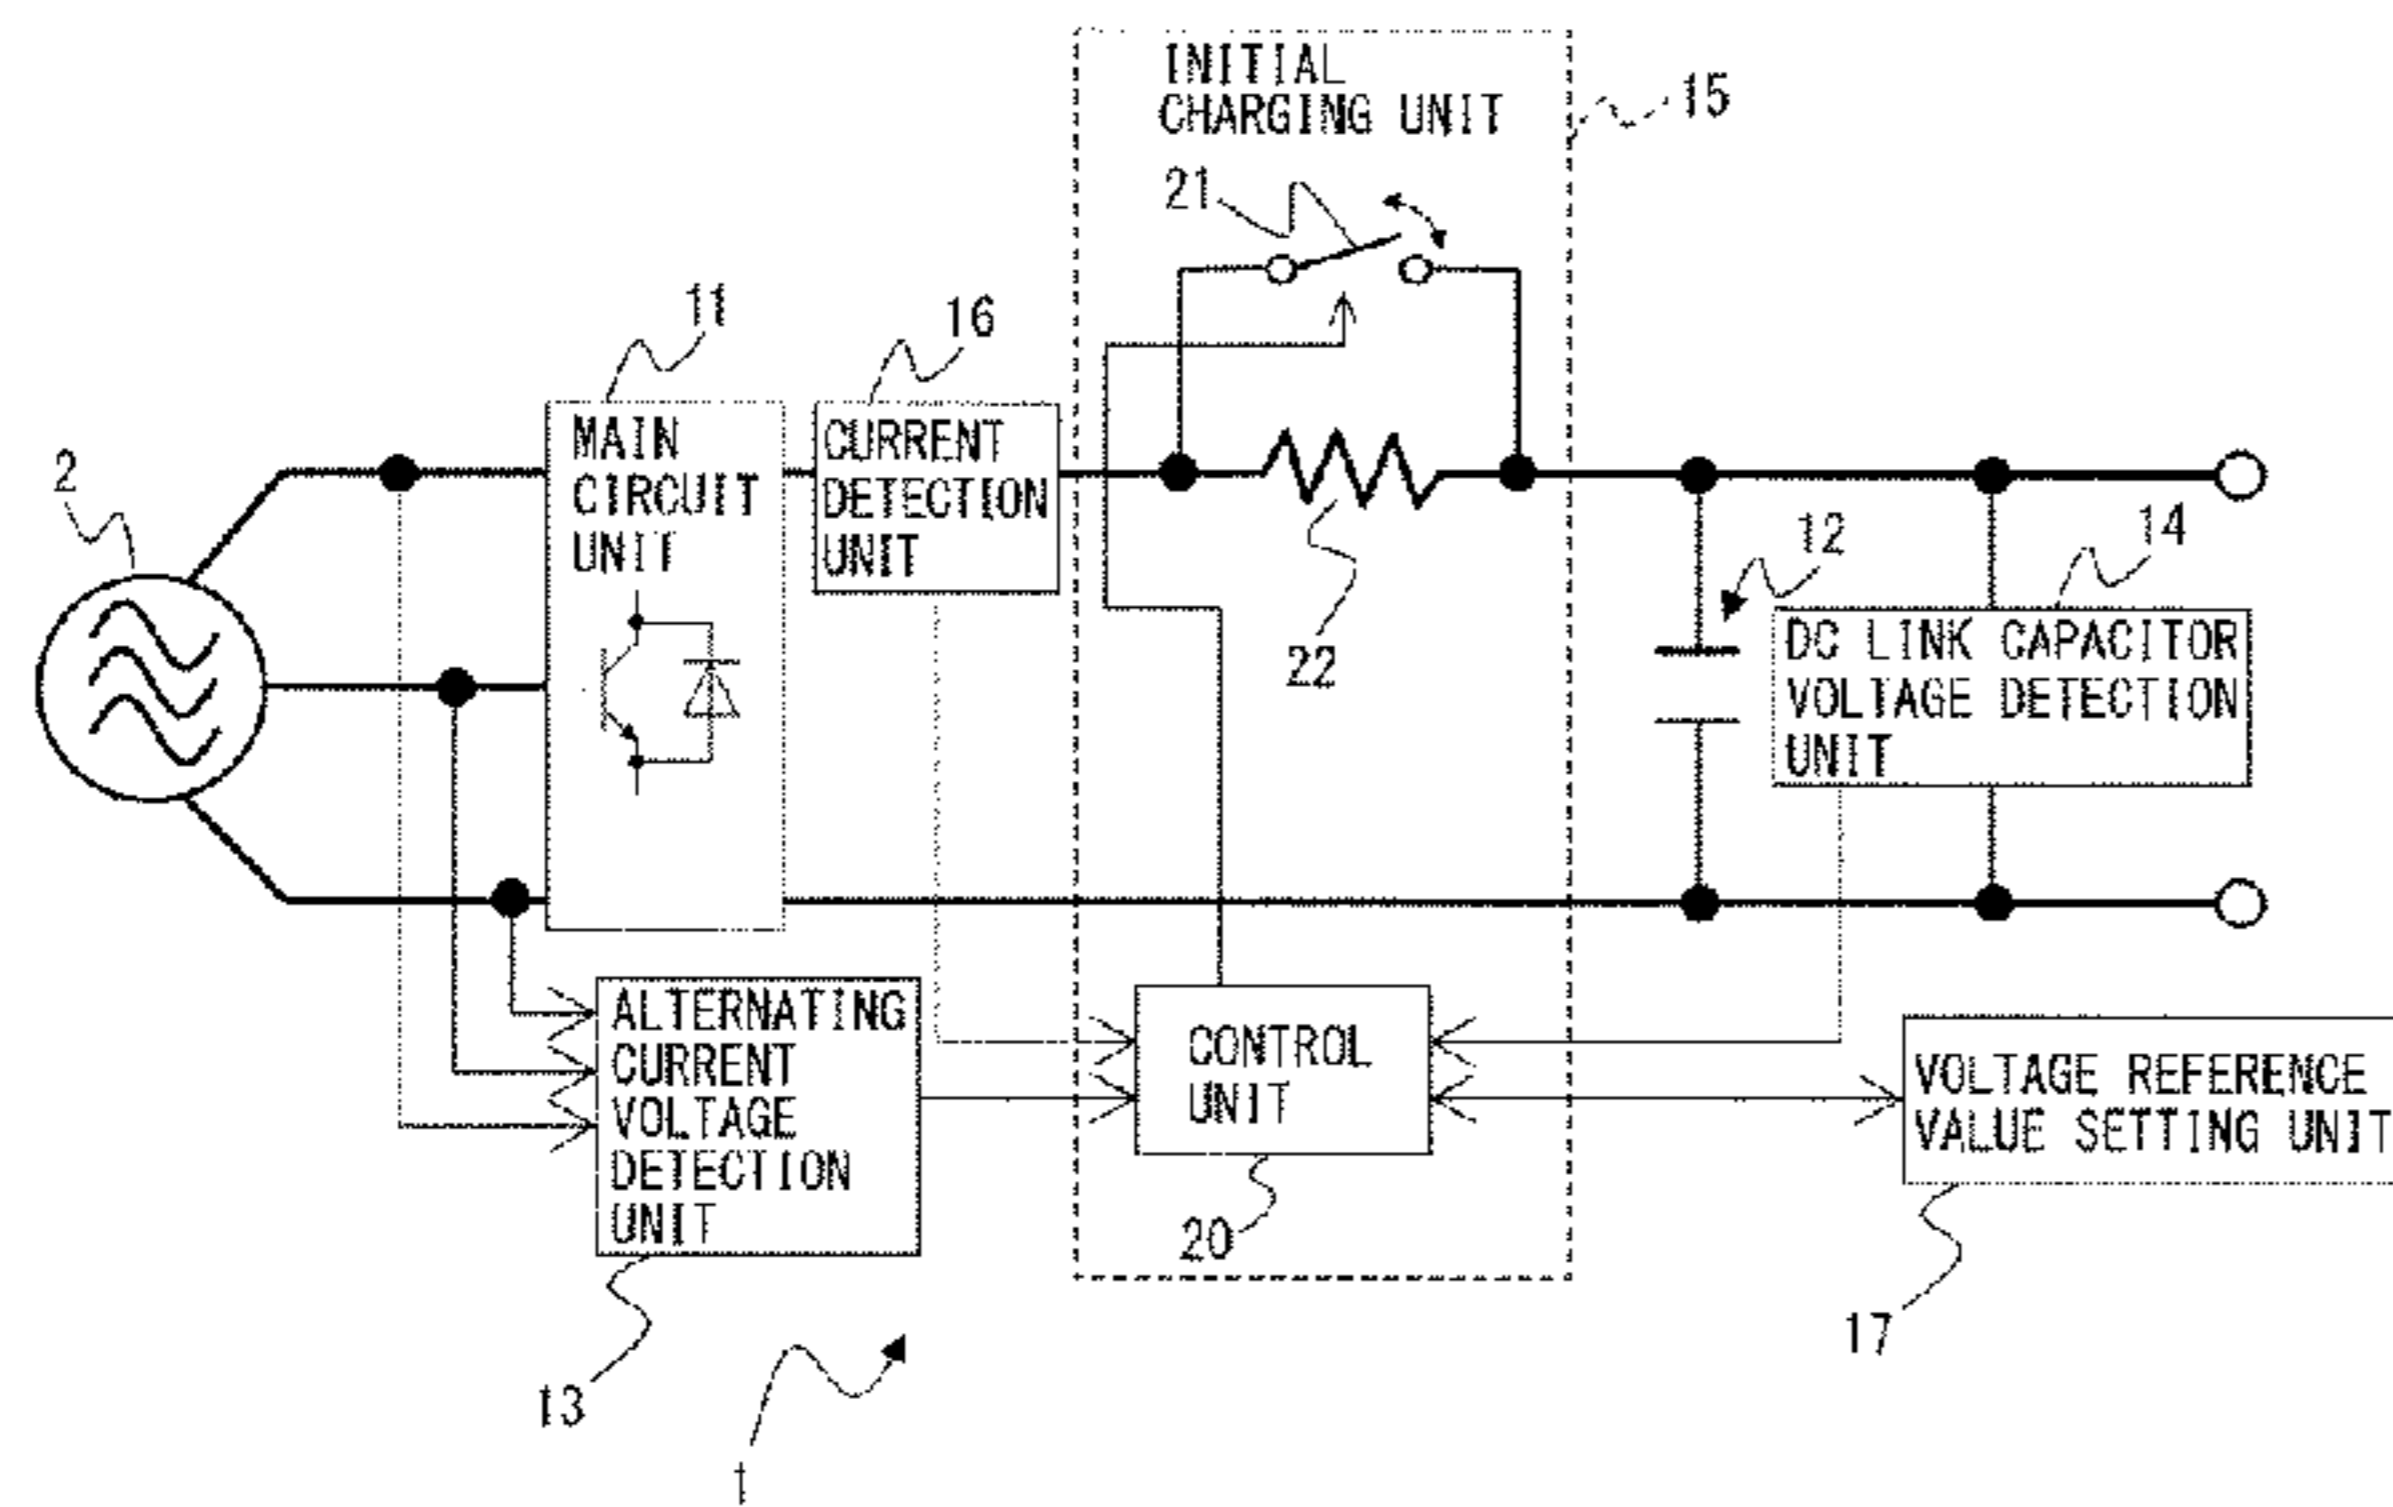 INITIAL
CHARGING UNIT
15
21
11
16
MAIN
CIRCUIT
UNIT
CURRENT
DETECTION
UNIT
2
22
12
14
DC LINK CAPACITOR
VOLTAGE DETECTION
UNIT
ALTERNATING
CURRENT
VOLTAGE
DETECTION
UNIT
CONTROL
UNIT
VOLTAGE REFERENCE
VALUE SETTING UNIT
20
17
13
1